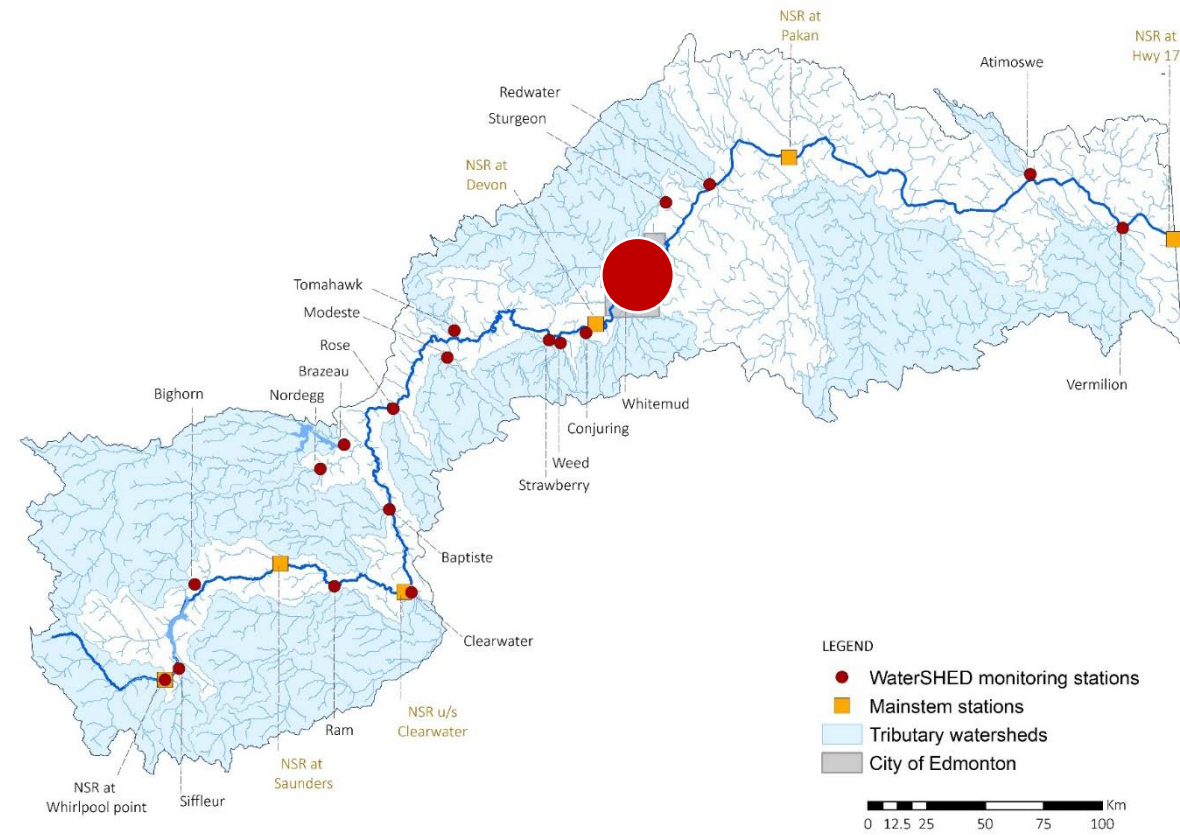 NSR at
Pakan
NSR at
Hwy 17
Atimoswe
Redwater
Sturgeon
NSR at
Devon
Tomahawk
Modeste
Rose
Brazeau
Bighorn
Nordegg
Vermilion
Whitemud
Conjuring
Weed
Strawberry
Baptiste
Clearwater
NSR u/s
Clearwater
Ram
NSR at
Saunders
NSR at
Whirlpool point
Siffleur
LEGEND
WaterSHED monitoring stations
Mainstem stations
Tributary watersheds
City of Edmonton
Km
0 12.5 25 50 75 100